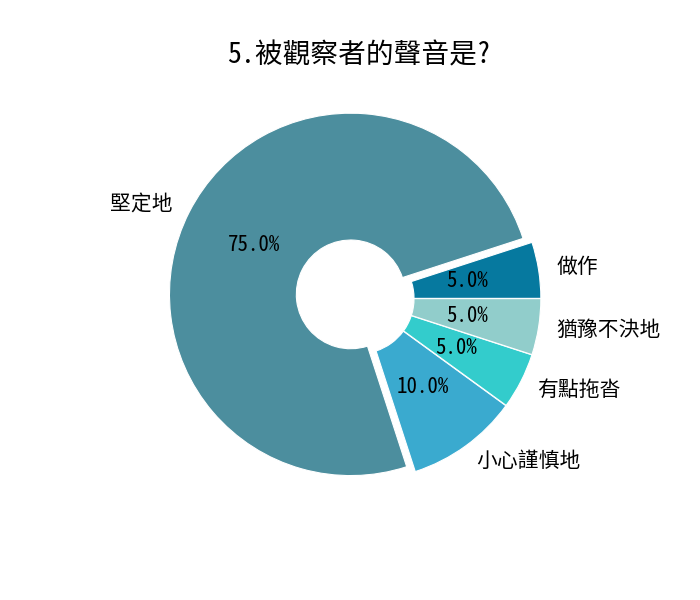 5.被觀察者的聲音是?
堅定地
75.0%
做作
5.0%
猶豫不決地
5.0%
有點拖沓
5.0%
小心謹慎地
10.0%